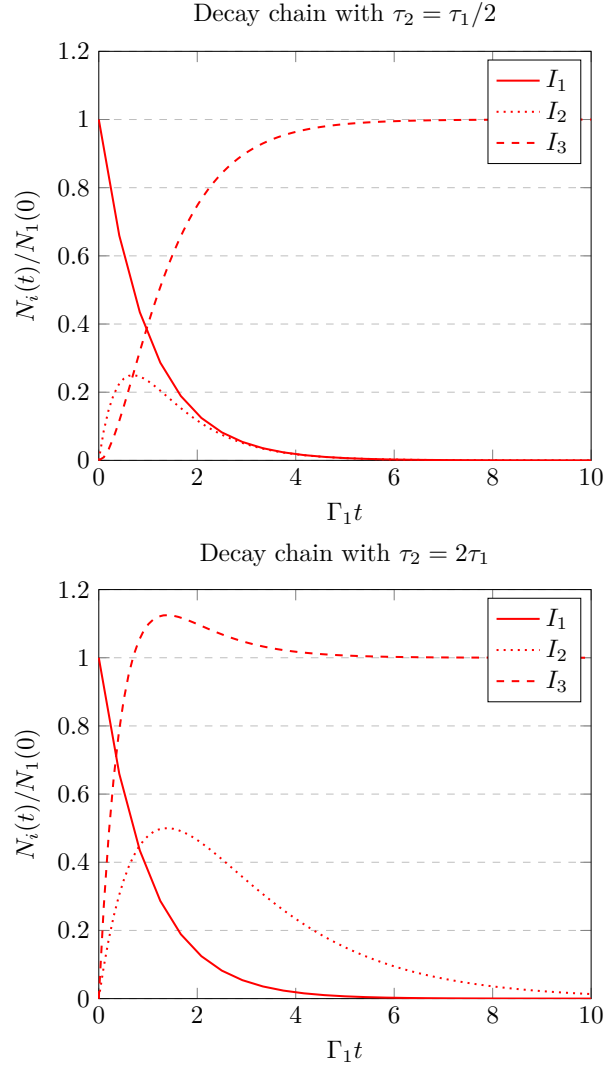 Decay chain with τ₂ = τ₁/2
1.2
1
0.8
0.6
0.4
0.2
0
Nᵢ(t)/N₁(0)
I₁
I₂
I₃
0 2 4 6 8 10
Γ₁t
Decay chain with τ₂ = 2τ₁
1.2
1
0.8
0.6
0.4
0.2
0
Nᵢ(t)/N₁(0)
I₁
I₂
I₃
0 2 4 6 8 10
Γ₁t